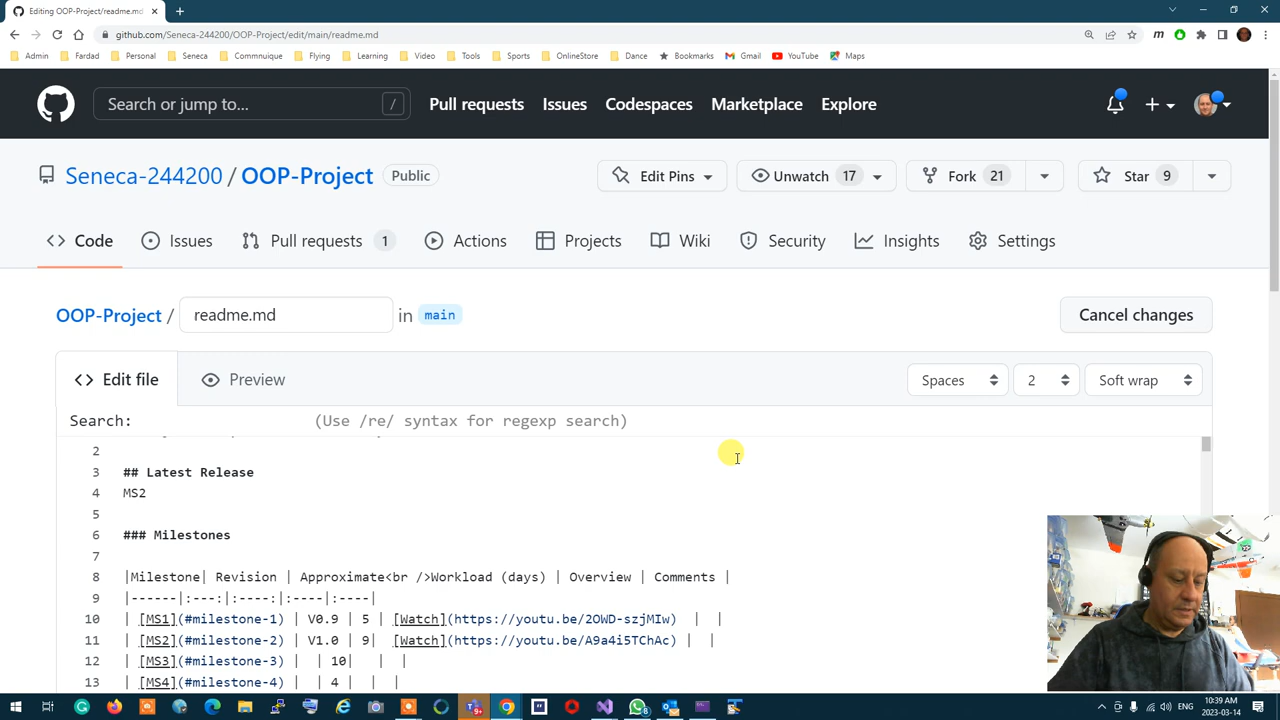 Editing OOP-Project/readme.md
github.com/Seneca-244200/OOP-Project/edit/main/readme.md
Admin Fardad Personal Seneca Commnuique Flying Learning Video Tools Sports OnlineStore Dance Bookmarks Gmail YouTube Maps
Search or jump to... / Pull requests Issues Codespaces Marketplace Explore
Seneca-244200 / OOP-Project Public Edit Pins Unwatch 17 Fork 21 Star 9
Code Issues Pull requests 1 Actions Projects Wiki Security Insights Settings
OOP-Project / readme.md in main Cancel changes
<> Edit file Preview Spaces 2 Soft wrap
Search: (Use /re/ syntax for regexp search)
2
3 ## Latest Release
4 MS2
5
6 ### Milestones
7
8 |Milestone| Revision | Approximate<br />Workload (days) | Overview | Comments |
9 |------|:---:|:----:|:----|:----|
10 | [MS1](#milestone-1) | V0.9 | 5 | [Watch](https://youtu.be/2OWD-szjMIw) | |
11 | [MS2](#milestone-2) | V1.0 | 9| [Watch](https://youtu.be/A9a4i5TChAc) | |
12 | [MS3](#milestone-3) | | 10| | |
13 | [MS4](#milestone-4) | | 4 | | |
ENG 10:39 AM
2023-03-14